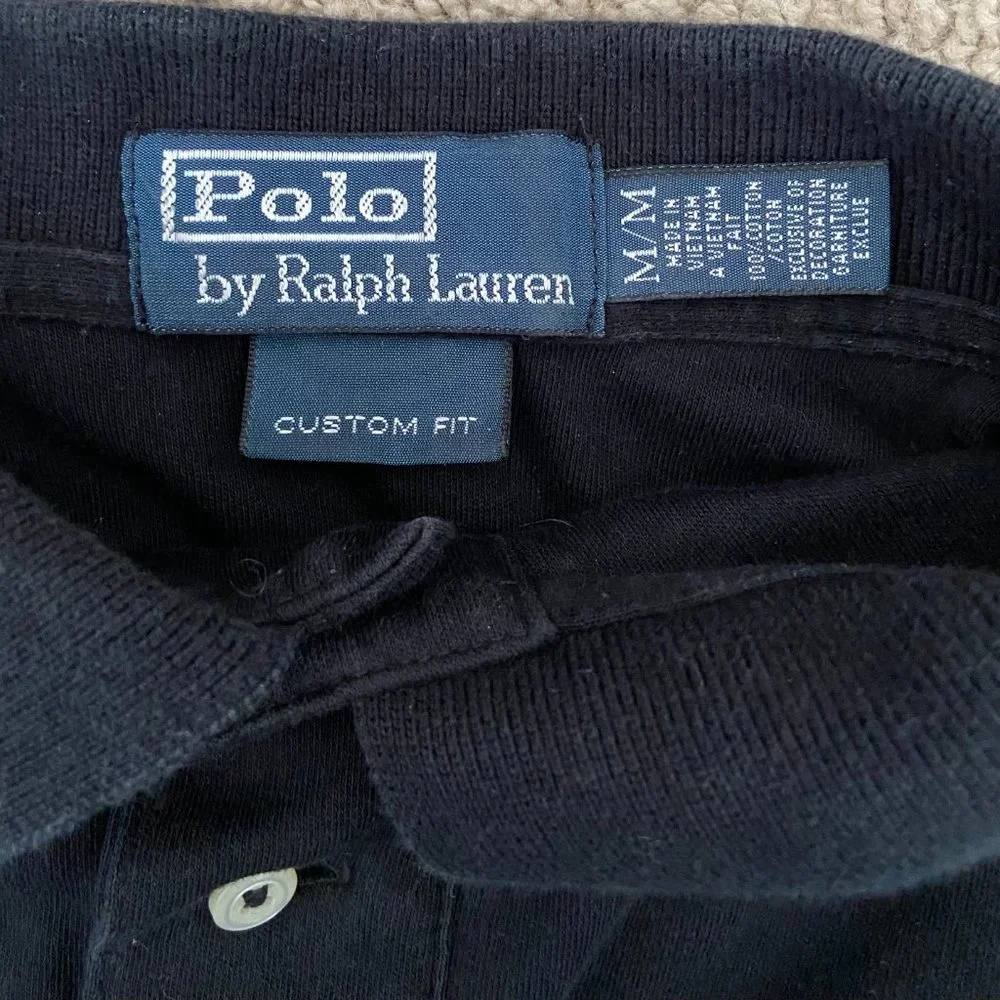 Polo
by Ralph Lauren
M/M
MADE IN
VIETNAM
A VIETNAM
FAIT
100%COTTON
/COTON
EXCLUSIVE OF
DECORATION
GARNITURE
EXCLUE
CUSTOM FIT